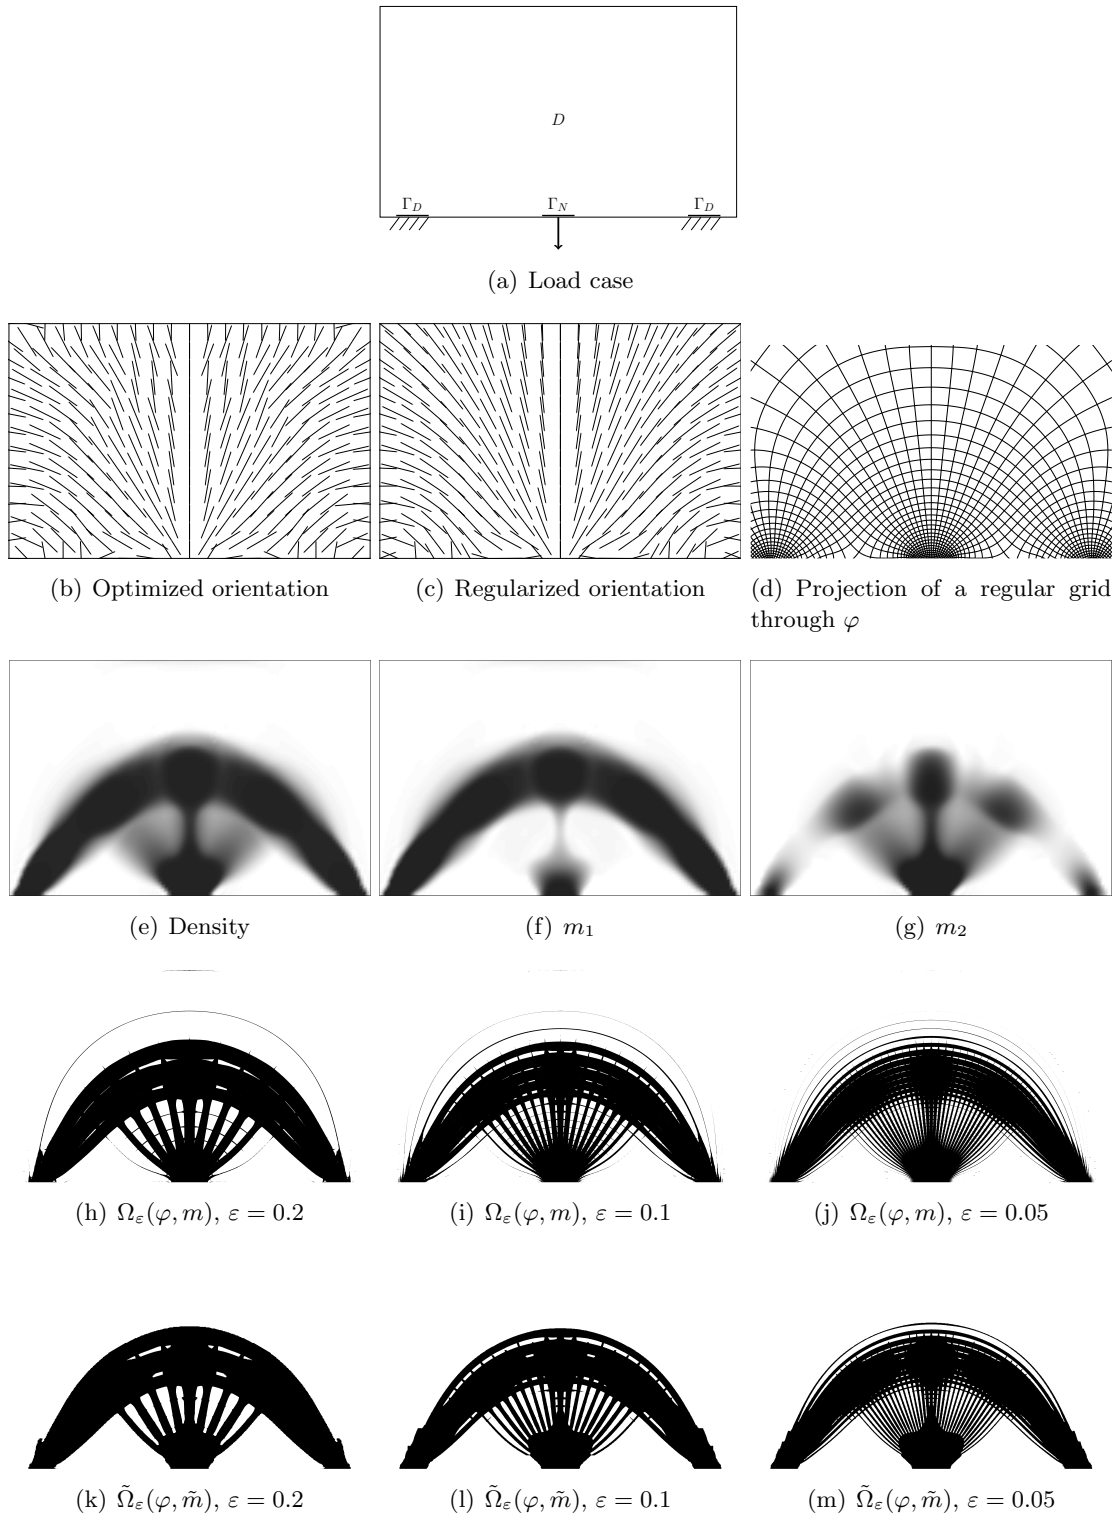 D
Γ_D Γ_N Γ_D
(a) Load case
(b) Optimized orientation
(c) Regularized orientation
(d) Projection of a regular grid
through φ
(e) Density
(f) m₁
(g) m₂
(h) Ω_ε(φ, m), ε = 0.2
(i) Ω_ε(φ, m), ε = 0.1
(j) Ω_ε(φ, m), ε = 0.05
(k) Ω̃_ε(φ, m̃), ε = 0.2
(l) Ω̃_ε(φ, m̃), ε = 0.1
(m) Ω̃_ε(φ, m̃), ε = 0.05